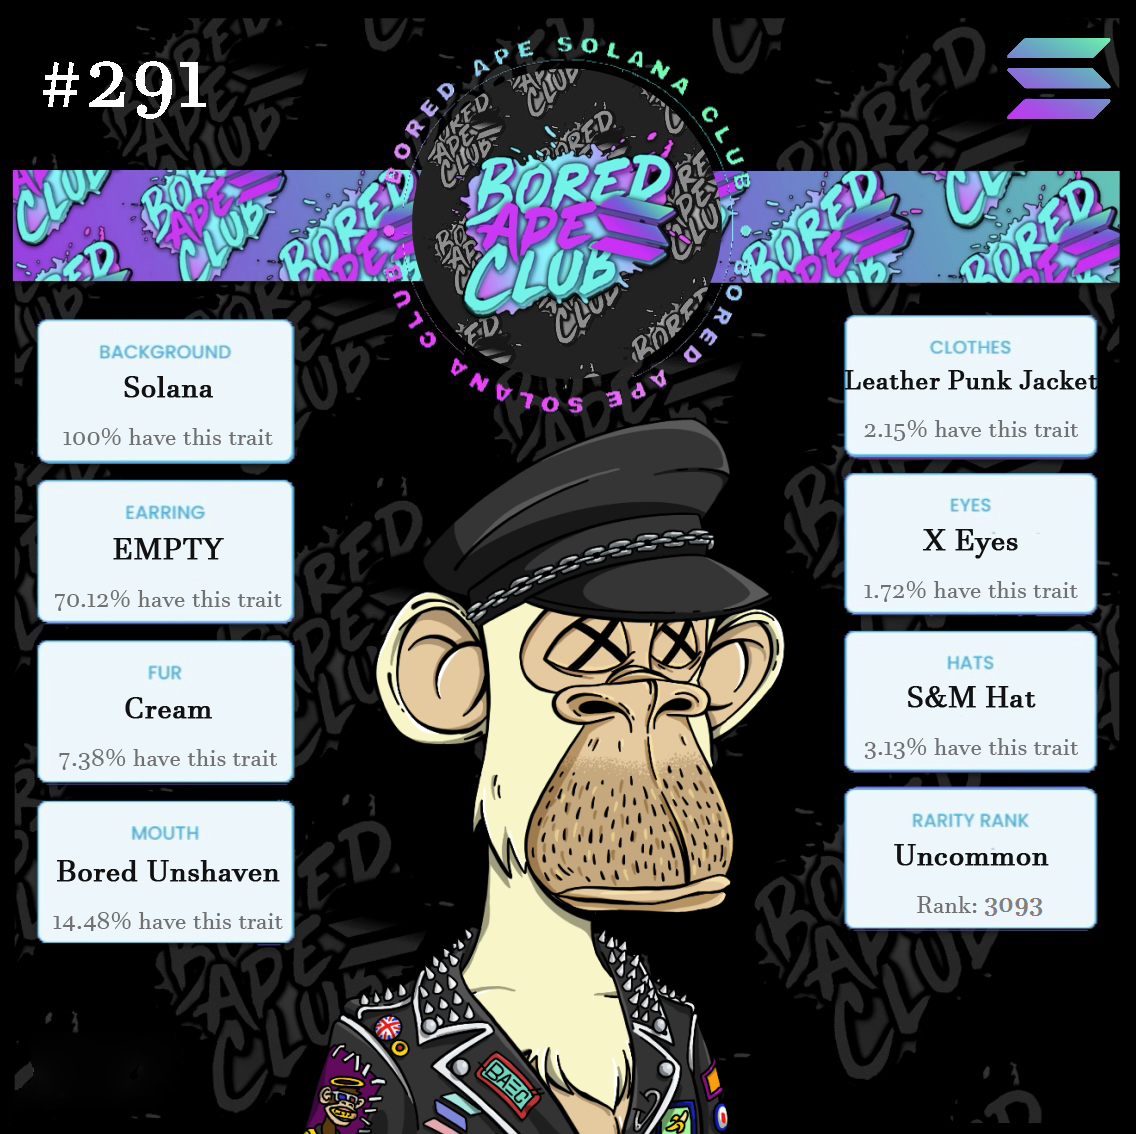 #291
BORED APE SOLANA CLUB
BORED APE SOLANA CLUB
BORED
APE
CLUB
BACKGROUND
Solana
100% have this trait
EARRING
EMPTY
70.12% have this trait
FUR
Cream
7.38% have this trait
MOUTH
Bored Unshaven
14.48% have this trait
CLOTHES
Leather Punk Jacket
2.15% have this trait
EYES
X Eyes
1.72% have this trait
HATS
S&M Hat
3.13% have this trait
RARITY RANK
Uncommon
Rank: 3093